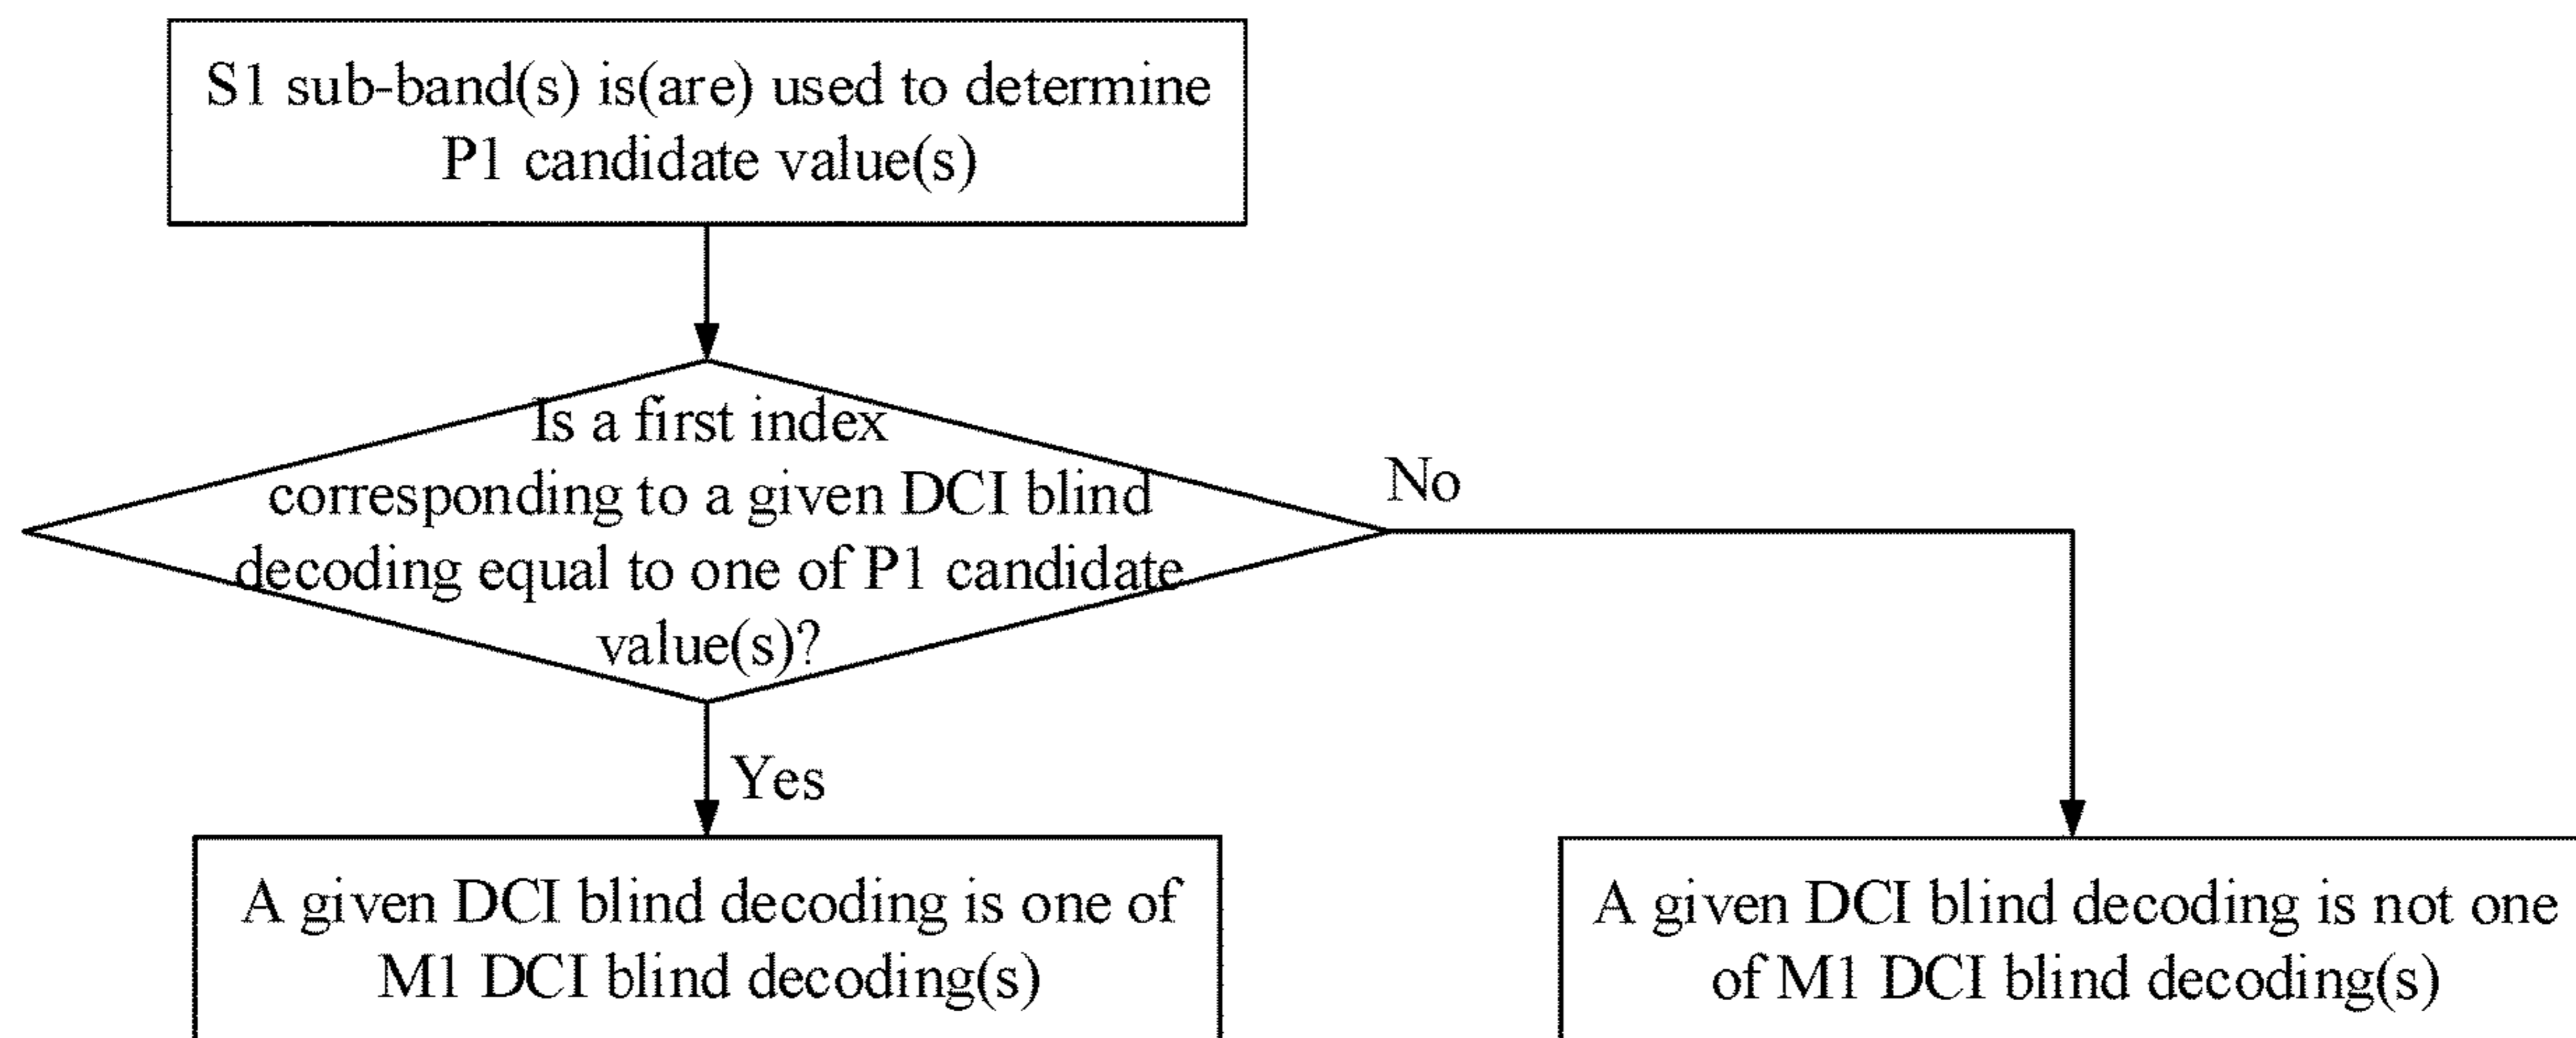 S1 sub-band(s) is(are) used to determine
P1 candidate value(s)
Is a first index
corresponding to a given DCI blind
decoding equal to one of P1 candidate
value(s)?
No
Yes
A given DCI blind decoding is one of
M1 DCI blind decoding(s)
A given DCI blind decoding is not one
of M1 DCI blind decoding(s)